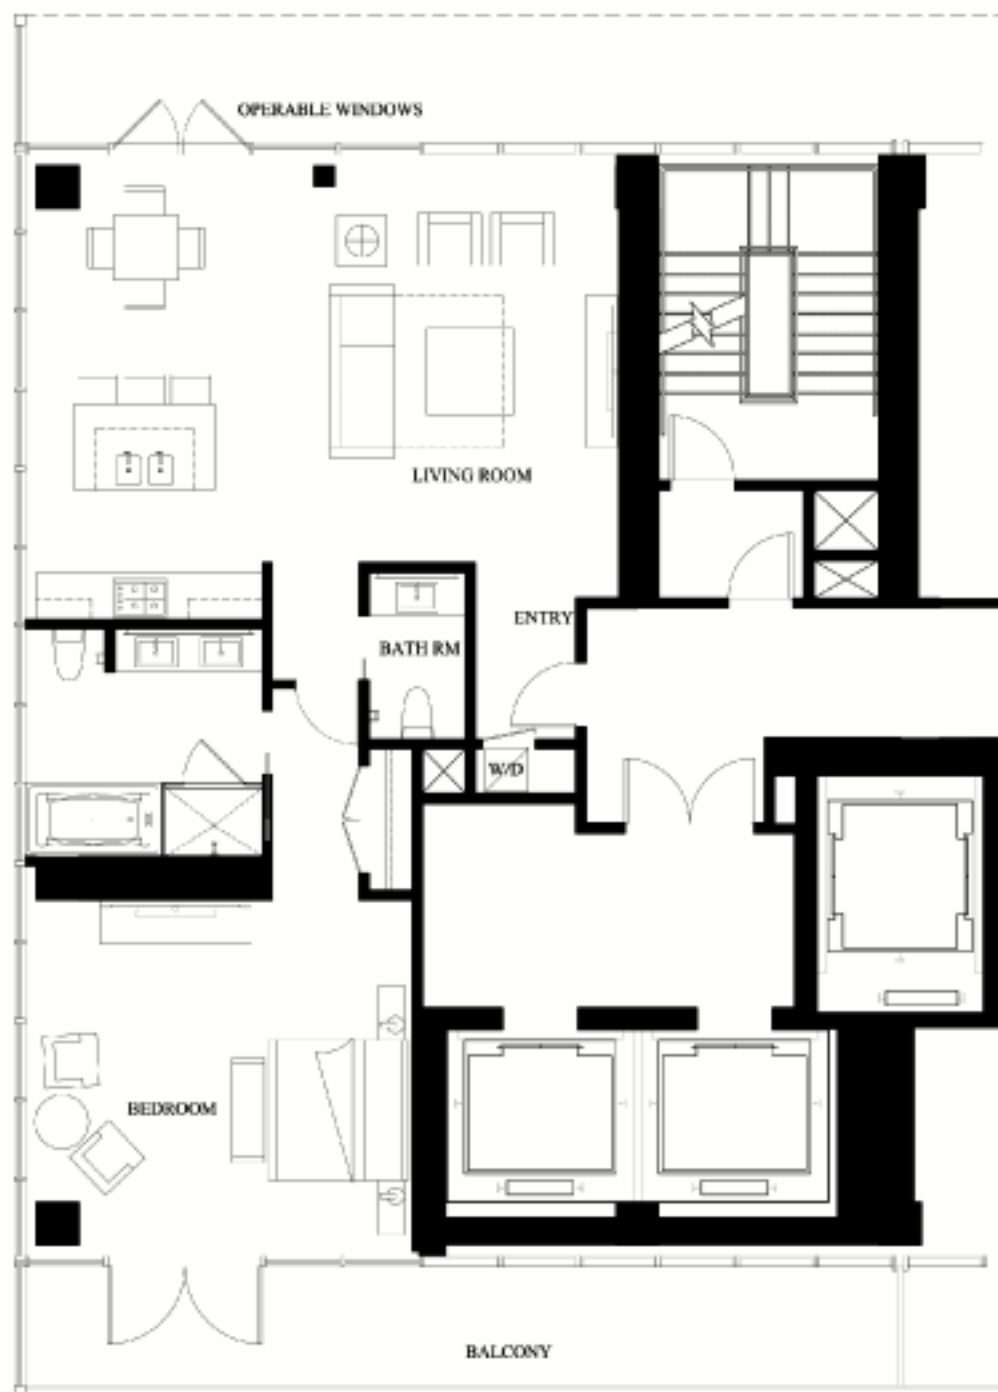 OPERABLE WINDOWS
LIVING ROOM
ENTRY
BATH RM
W/D
BEDROOM
BALCONY